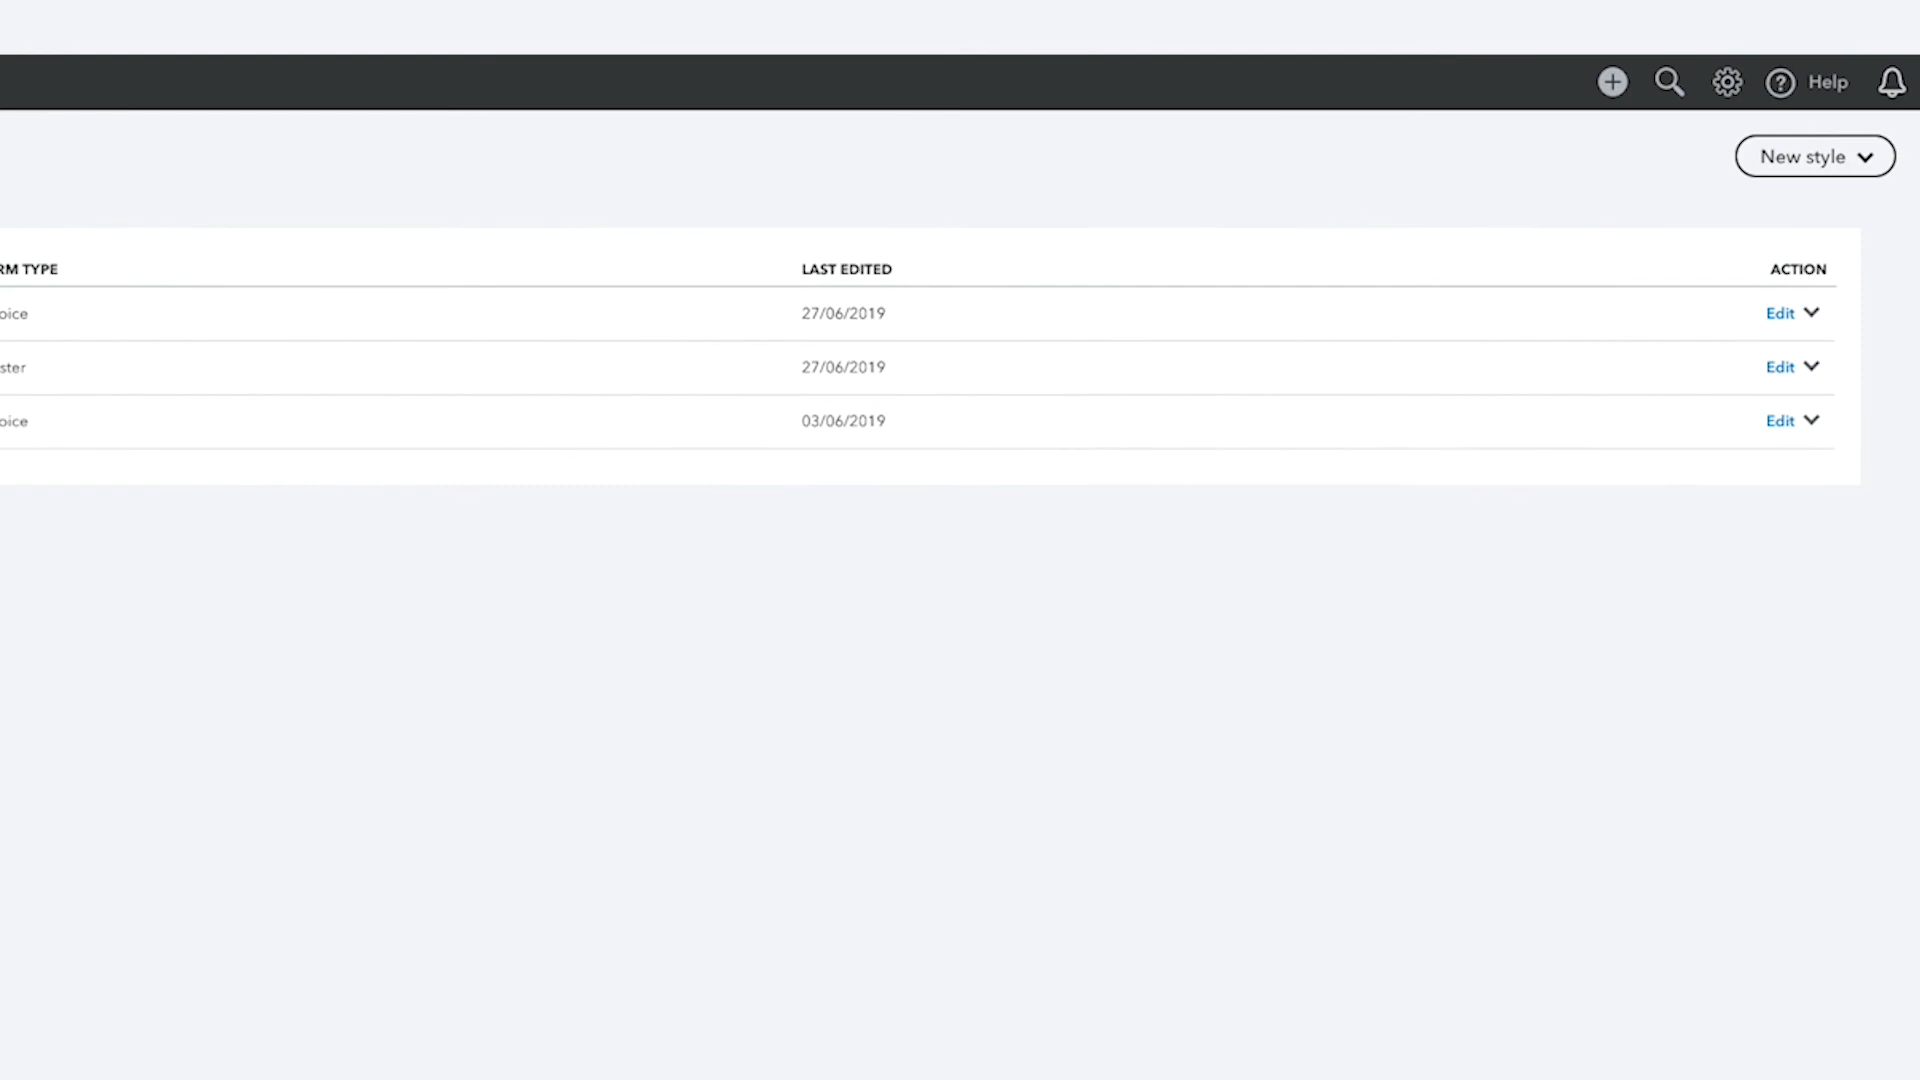 Help
New style
RM TYPE LAST EDITED ACTION
oice 27/06/2019 Edit
ster 27/06/2019 Edit
oice 03/06/2019 Edit